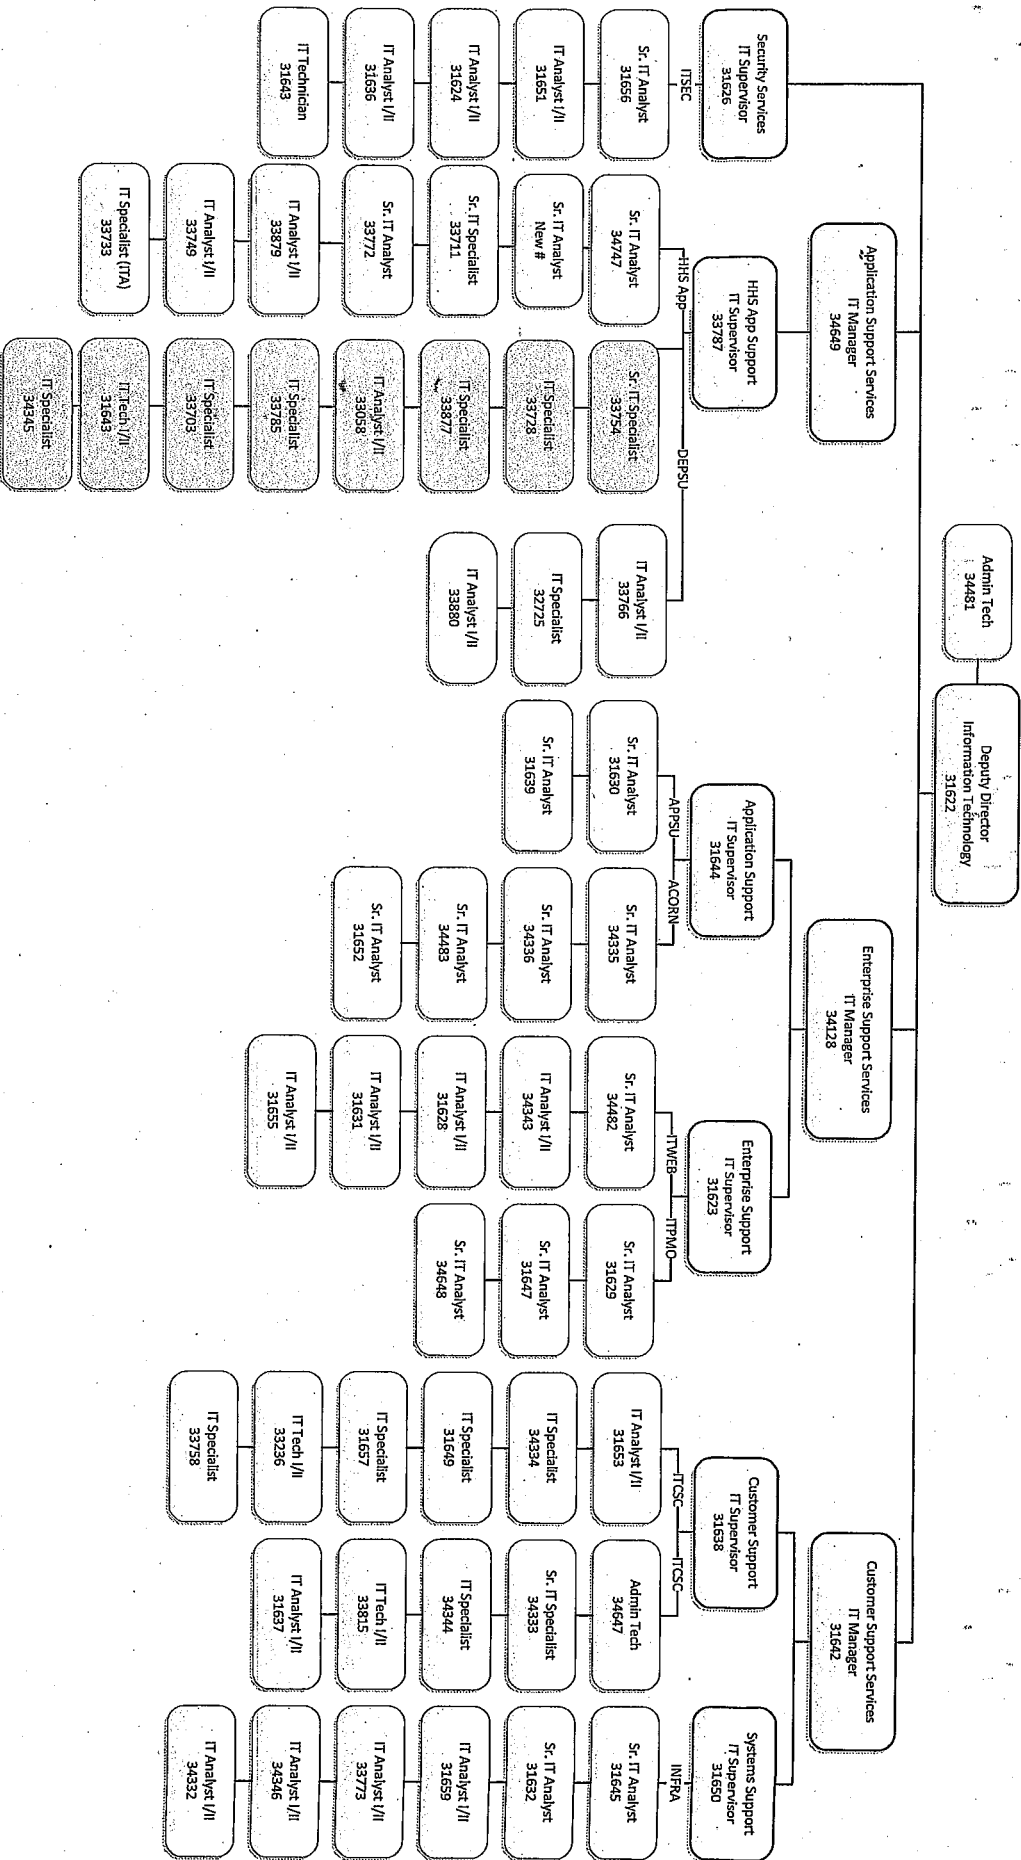 Admin Tech
34481
Deputy Director
Information Technology
31622
Security Services
IT Supervisor
31626
ITSEC
Sr. IT Analyst
31656
IT Analyst I/II
31651
IT Analyst I/II
31624
IT Analyst I/II
31636
IT Technician
31643
Application Support Services
IT Manager
34649
HHS App Support
IT Supervisor
33787
HHS App
DEPSU
Sr. IT Analyst
34747
Sr. IT Analyst
New #
Sr. IT Specialist
33711
Sr. IT Analyst
33772
IT Analyst I/II
33879
IT Analyst I/II
33749
IT Specialist (ITA)
33733
Sr. IT Specialist
33754
IT Specialist
33728
IT Specialist
33877
IT Analyst I/II
33058
IT Specialist
33785
IT Specialist
33703
IT Tech I/II
31643
IT Specialist
34345
IT Analyst I/II
33766
IT Specialist
32725
IT Analyst I/II
33880
Enterprise Support Services
IT Manager
34128
Application Support
IT Supervisor
31644
APPSU
ACORN
Sr. IT Analyst
31630
Sr. IT Analyst
31639
Sr. IT Analyst
34335
Sr. IT Analyst
34336
Sr. IT Analyst
34483
Sr. IT Analyst
31652
Enterprise Support
IT Supervisor
31623
ITWEB
ITPMO
Sr. IT Analyst
34482
IT Analyst I/II
34343
IT Analyst I/II
31628
IT Analyst I/II
31631
IT Analyst I/II
31655
Sr. IT Analyst
31629
Sr. IT Analyst
31647
Sr. IT Analyst
34648
Customer Support Services
IT Manager
31642
Customer Support
IT Supervisor
31638
ITCSC
ITCSC
IT Analyst I/II
31653
IT Specialist
34334
IT Specialist
31649
IT Specialist
31657
IT Tech I/II
33236
IT Specialist
33758
Admin Tech
34647
Sr. IT Specialist
34333
IT Specialist
34344
IT Tech I/II
33815
IT Analyst I/II
31637
Systems Support
IT Supervisor
31650
INFRA
Sr. IT Analyst
31645
Sr. IT Analyst
31632
IT Analyst I/II
31659
IT Analyst I/II
33773
IT Analyst I/II
34346
IT Analyst I/II
34332